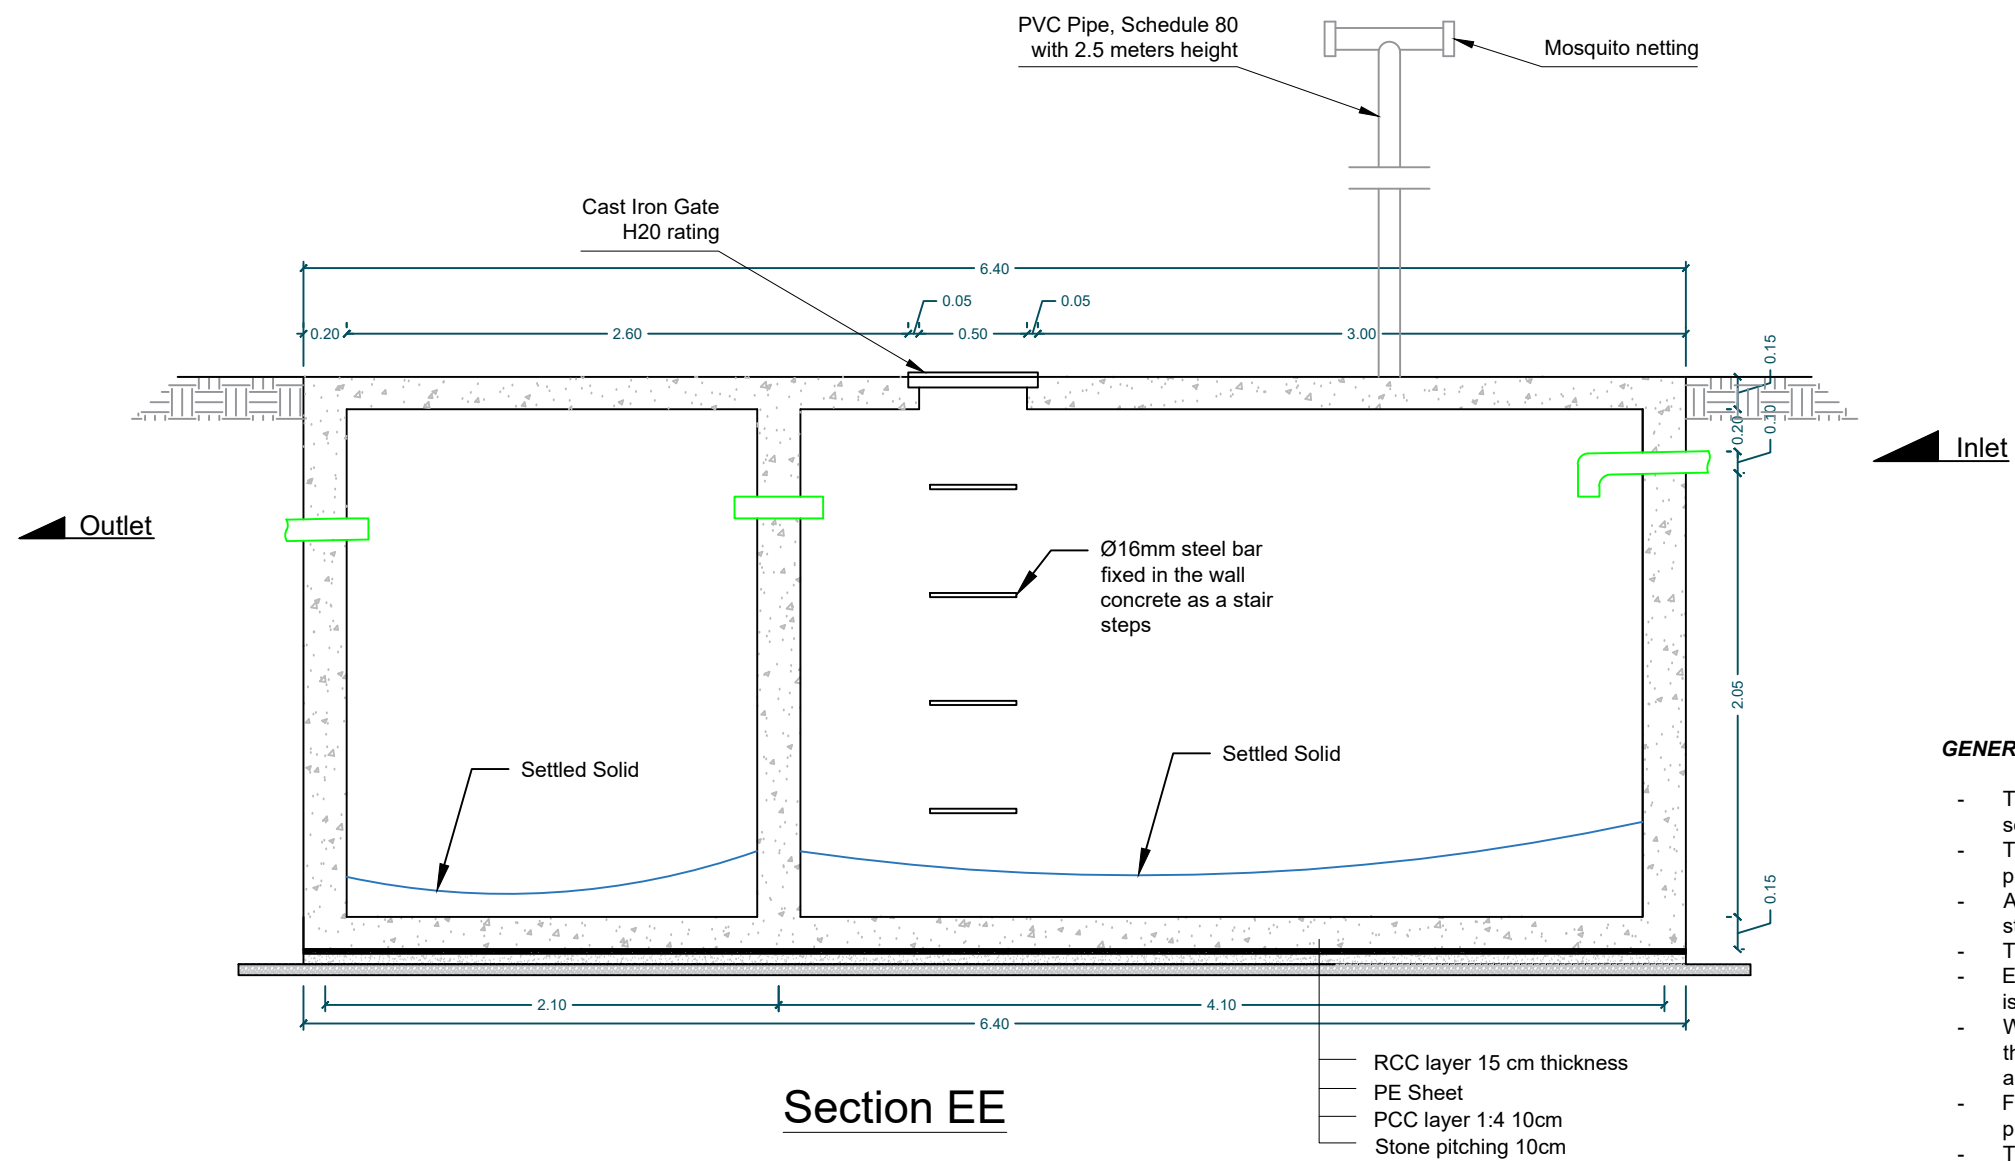 PVC Pipe, Schedule 80
with 2.5 meters height
Mosquito netting
Cast Iron Gate
H20 rating
6.40
0.05
0.05
0.20
2.60
0.50
3.00
0.15
0.20
0.10
Inlet
Outlet
Ø16mm steel bar
fixed in the wall
concrete as a stair
steps
2.05
Settled Solid
Settled Solid
0.15
2.10
4.10
6.40
RCC layer 15 cm thickness
PE Sheet
PCC layer 1:4 10cm
Stone pitching 10cm
Section EE
GENER
- T
- T
p
- A
- T
- E
is
- W
th
a
- F
p
- T